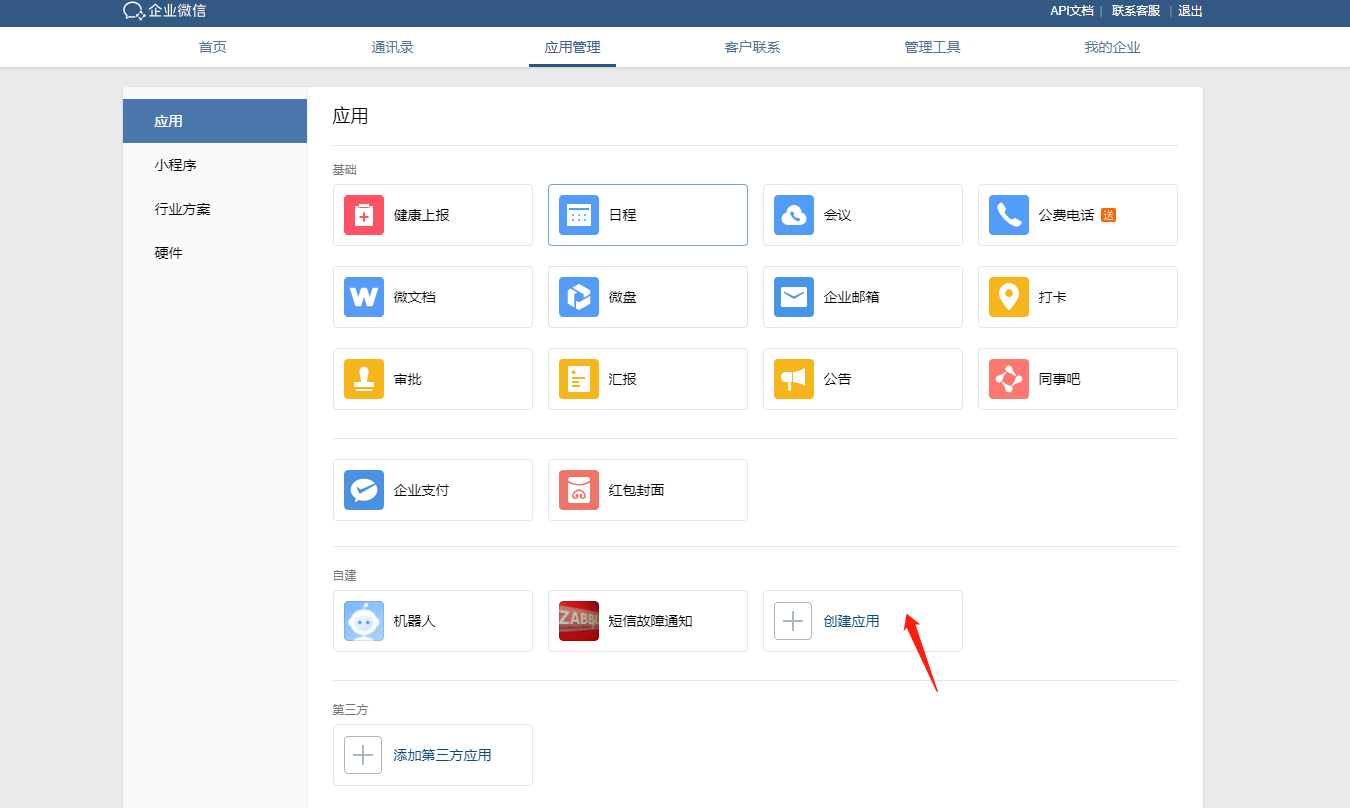 企业微信
API文档 | 联系客服 | 退出
首页 通讯录 应用管理 客户联系 管理工具 我的企业
应用
小程序
行业方案
硬件
应用
基础
健康上报 日程 会议 公费电话 送
微文档 微盘 企业邮箱 打卡
审批 汇报 公告 同事吧
企业支付 红包封面
自建
机器人 ZABB 短信故障通知 创建应用
第三方
添加第三方应用